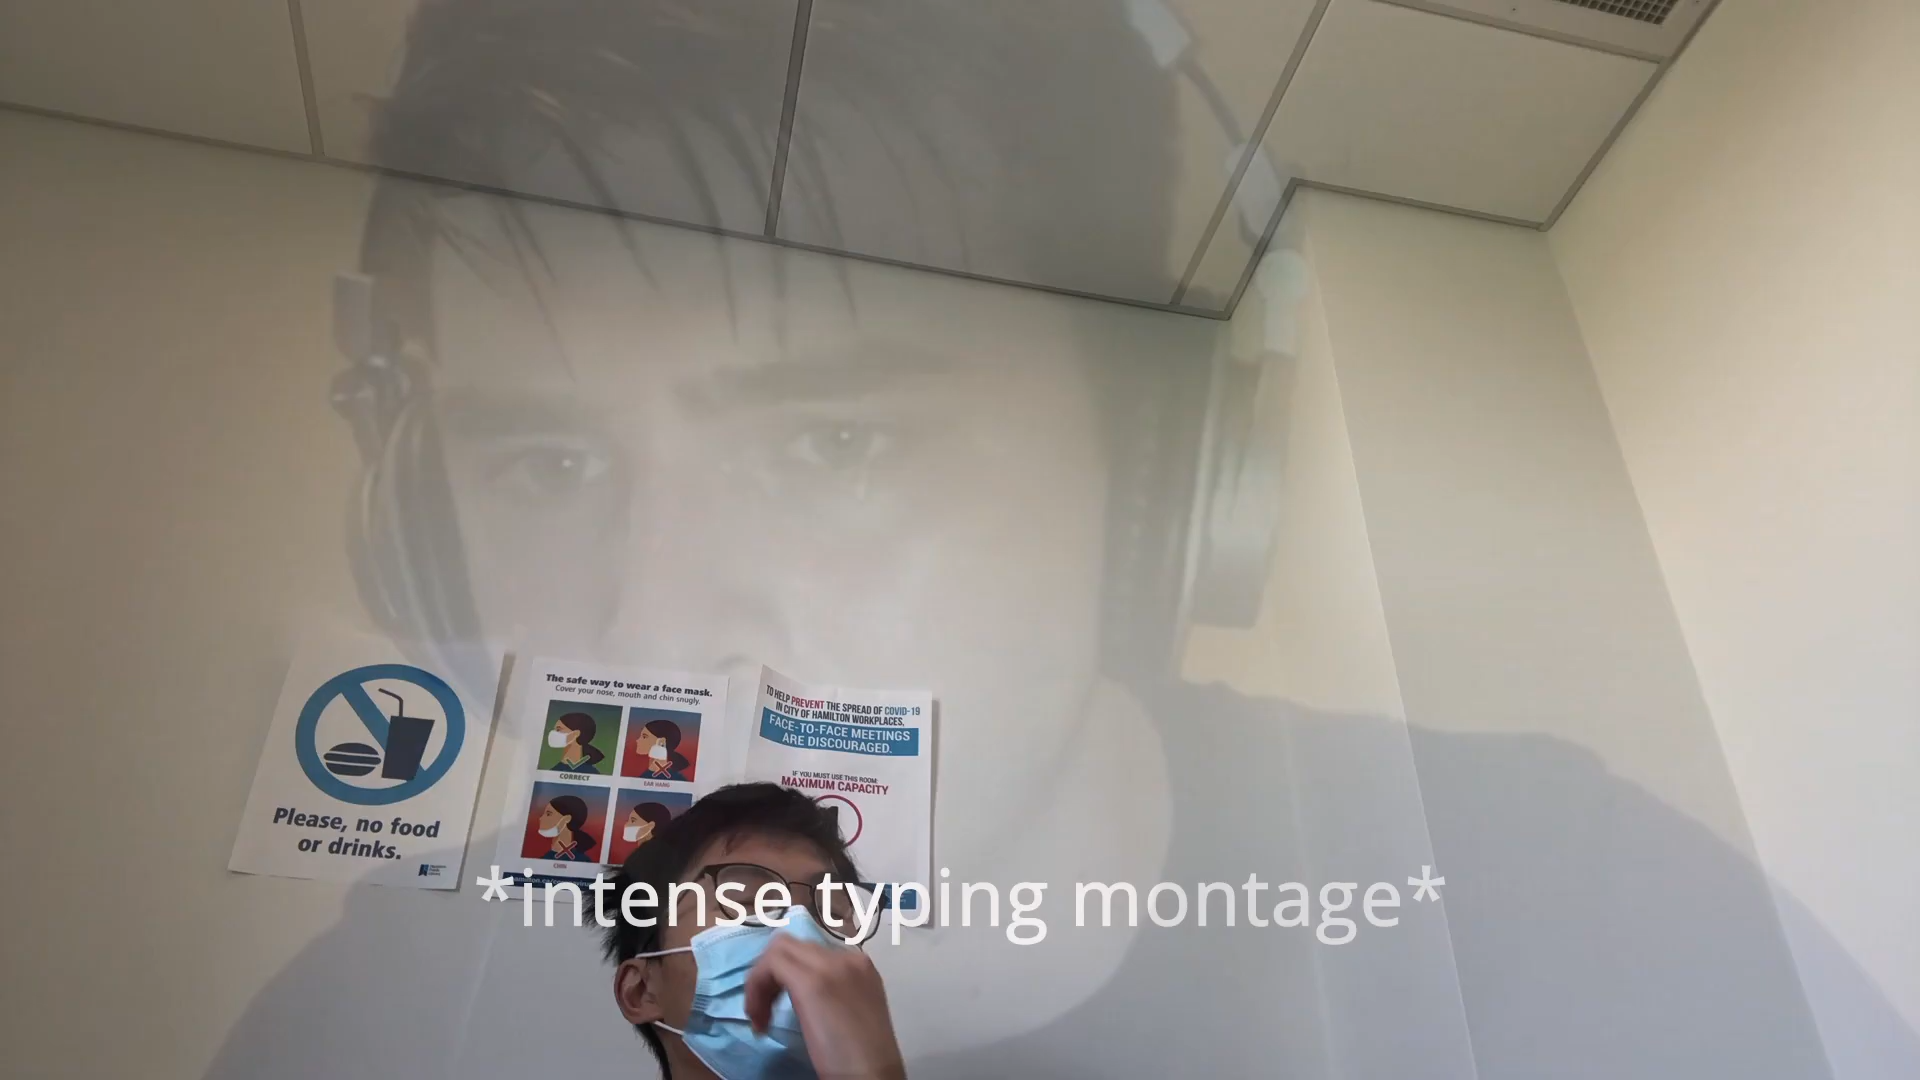 Please, no food
or drinks.
The safe way to wear a face mask.
Cover your nose, mouth and chin snugly.
CORRECT
EAR HANG
CHIN
TO HELP PREVENT THE SPREAD OF COVID-19
IN CITY OF HAMILTON WORKPLACES,
FACE-TO-FACE MEETINGS
ARE DISCOURAGED.
IF YOU MUST USE THIS ROOM:
MAXIMUM CAPACITY
*intense typing montage*